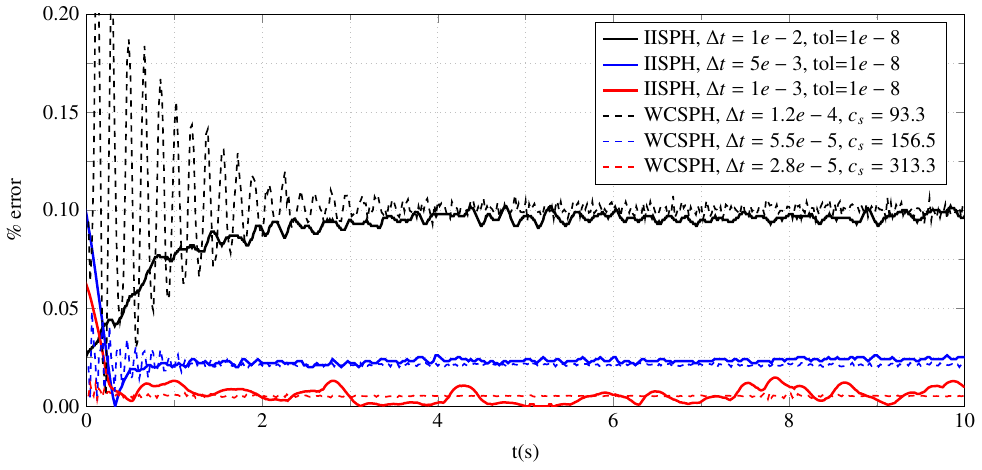 0.20
0.15
0.10
0.05
0.00
% error
0
2
4
6
8
10
t(s)
IISPH, Δt = 1e − 2, tol=1e − 8
IISPH, Δt = 5e − 3, tol=1e − 8
IISPH, Δt = 1e − 3, tol=1e − 8
WCSPH, Δt = 1.2e − 4, cₛ = 93.3
WCSPH, Δt = 5.5e − 5, cₛ = 156.5
WCSPH, Δt = 2.8e − 5, cₛ = 313.3